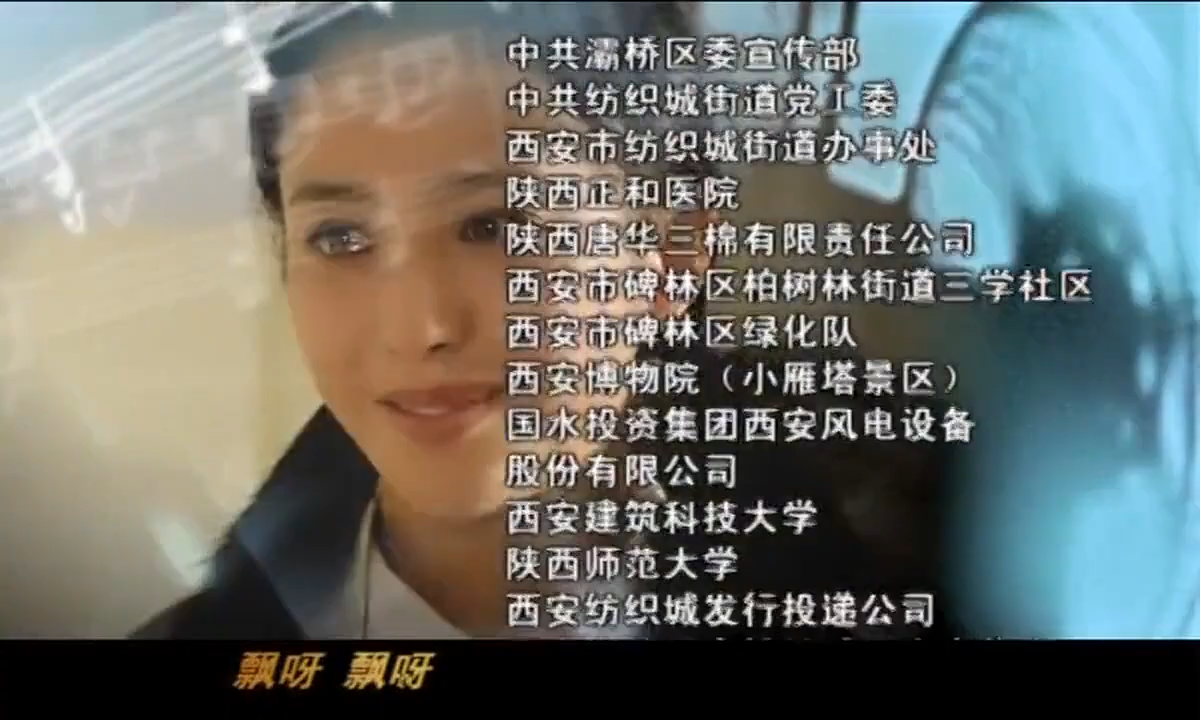 中共灞桥区委宣传部
中共纺织城街道党工委
西安市纺织城街道办事处
陕西正和医院
陕西唐华三棉有限责任公司
西安市碑林区柏树林街道三学社区
西安市碑林区绿化队
西安博物院（小雁塔景区）
国水投资集团西安风电设备
股份有限公司
西安建筑科技大学
陕西师范大学
西安纺织城发行投递公司
飘呀 飘呀